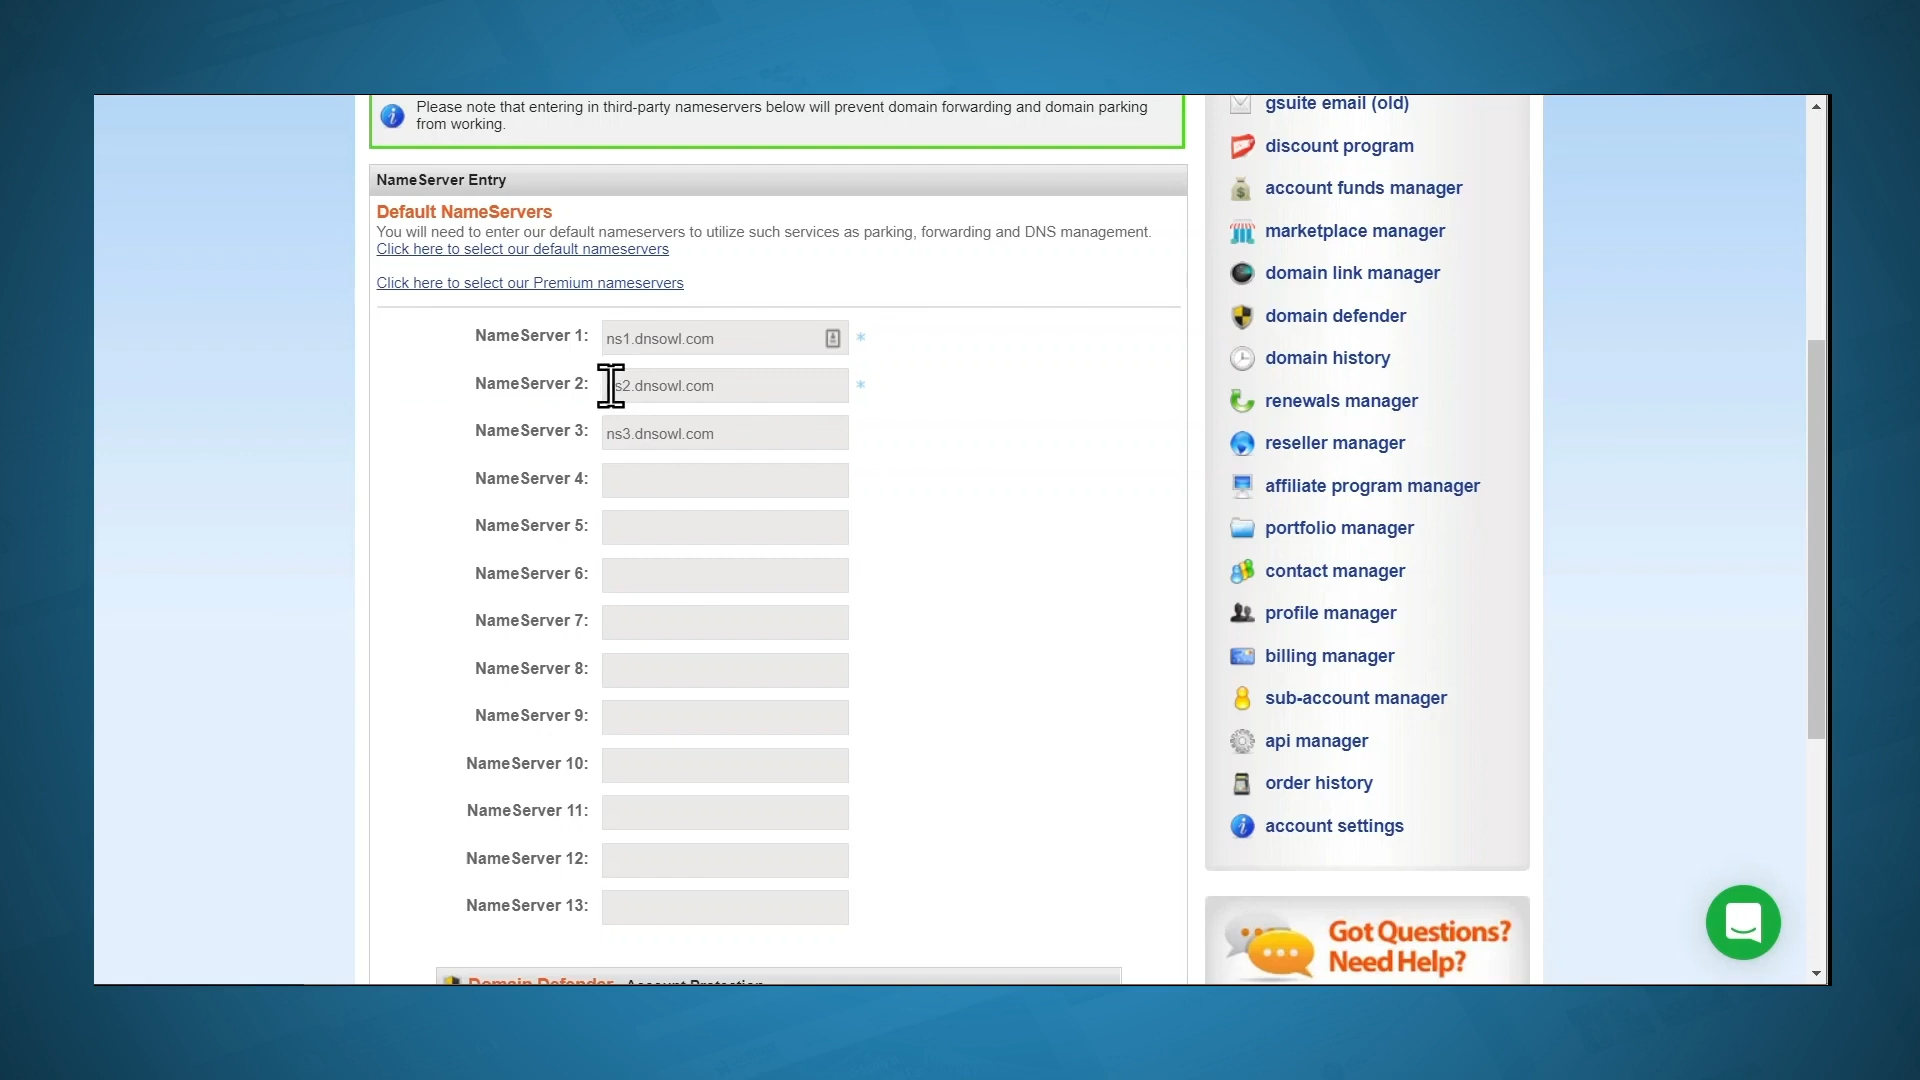 Please note that entering in third-party nameservers below will prevent domain forwarding and domain parking
from working.
NameServer Entry
Default NameServers
You will need to enter our default nameservers to utilize such services as parking, forwarding and DNS management.
Click here to select our default nameservers
Click here to select our Premium nameservers
NameServer 1: ns1.dnsowl.com *
NameServer 2: s2.dnsowl.com *
NameServer 3: ns3.dnsowl.com
NameServer 4:
NameServer 5:
NameServer 6:
NameServer 7:
NameServer 8:
NameServer 9:
NameServer 10:
NameServer 11:
NameServer 12:
NameServer 13:
Domain Defender Account Protection
gsuite email (old)
discount program
account funds manager
marketplace manager
domain link manager
domain defender
domain history
renewals manager
reseller manager
affiliate program manager
portfolio manager
contact manager
profile manager
billing manager
sub-account manager
api manager
order history
account settings
Got Questions?
Need Help?